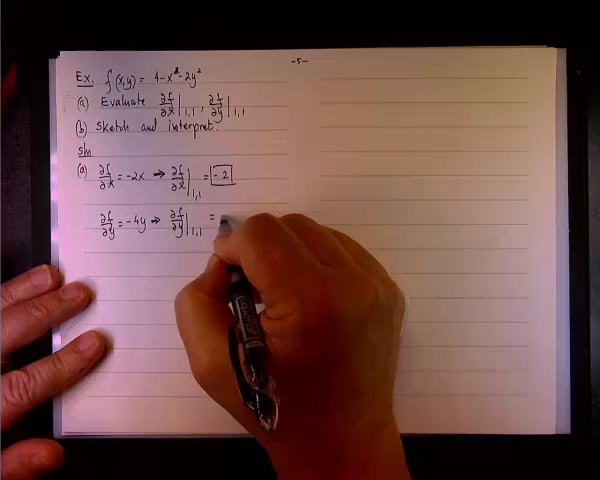 -5-
Ex. f(x,y) = 4-x²-2y²
(a) Evaluate ∂f/∂x|1,1 , ∂f/∂y|1,1
(b) Sketch and interpret.
Sln
(a) ∂f/∂x = -2x → ∂f/∂x|1,1 = -2
∂f/∂y = -4y → ∂f/∂y|1,1 =